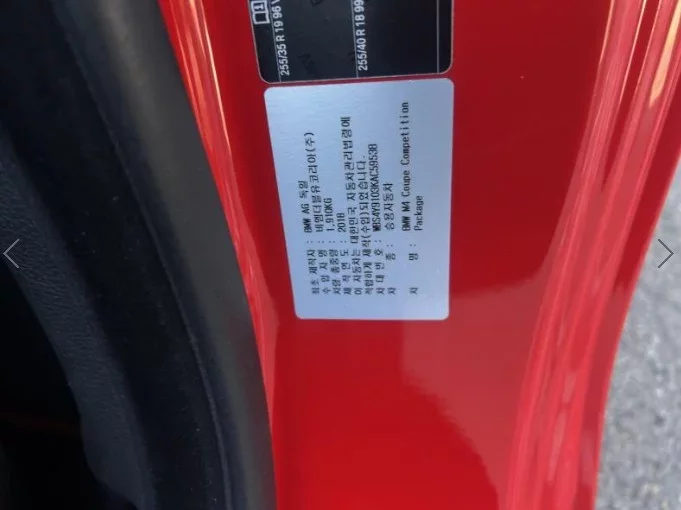 255/35 R 19 96
255/40 R 18 99
최초 제작자 : BMW AG 독일
수 입 자 명 : 비엠더블유코리아(주)
차량 총중량 : 1,910KG
제 작 연 도 : 2018
이 자동차는 대한민국 자동차관리법령에
적합하게 제작(수입)되었습니다.
차 대 번 호 : WBS4Y9103KAC5953B
차 종 : 승용자동차
차 명 : BMW M4 Coupe Competition
Package